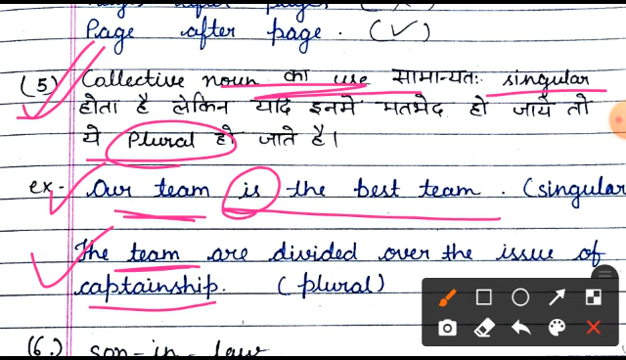 Page after page. (✓)
(5) Callective noun का use सामान्यतः singular
होता है लेकिन यदि इनमे मतभेद हो जाये तो
ये Plural हो जाते है।
ex- Our team is the best team. (singular
The team are divided over the issue of
captainship. (plural)
(6.) son-in-law